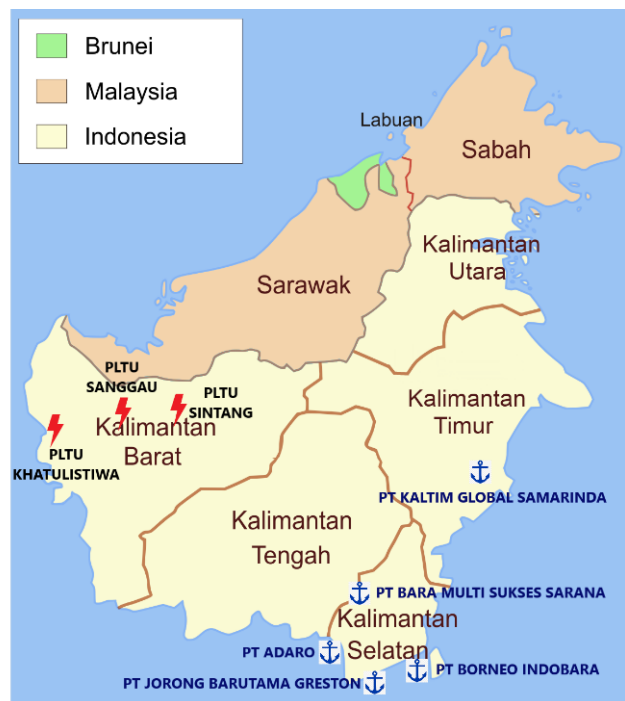 Brunei
Malaysia
Indonesia
Labuan
Sabah
Kalimantan
Utara
Sarawak
PLTU
SANGGAU
PLTU
SINTANG
Kalimantan
Timur
Kalimantan
Barat
PLTU
KHATULISTIWA
PT KALTIM GLOBAL SAMARINDA
Kalimantan
Tengah
PT BARA MULTI SUKSES SARANA
Kalimantan
Selatan
PT ADARO
PT BORNEO INDOBARA
PT JORONG BARUTAMA GRESTON